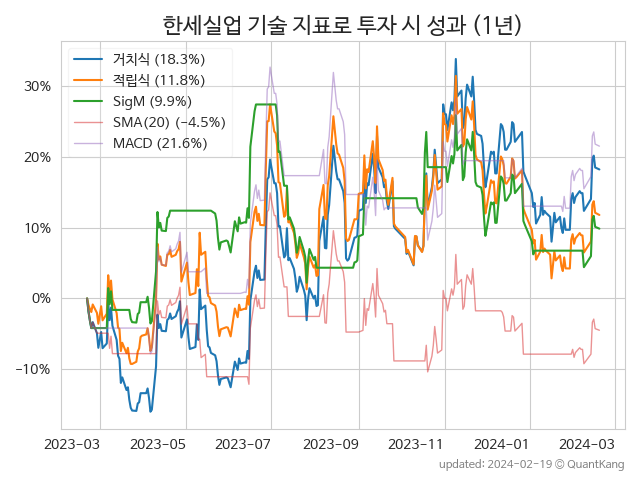 한세실업 기술 지표로 투자 시 성과 (1년)
거치식 (18.3%)
적립식 (11.8%)
SigM (9.9%)
SMA(20) (−4.5%)
MACD (21.6%)
30%
20%
10%
0%
−10%
2023-03 2023-05 2023-07 2023-09 2023-11 2024-01 2024-03
updated: 2024-02-19 © QuantKang